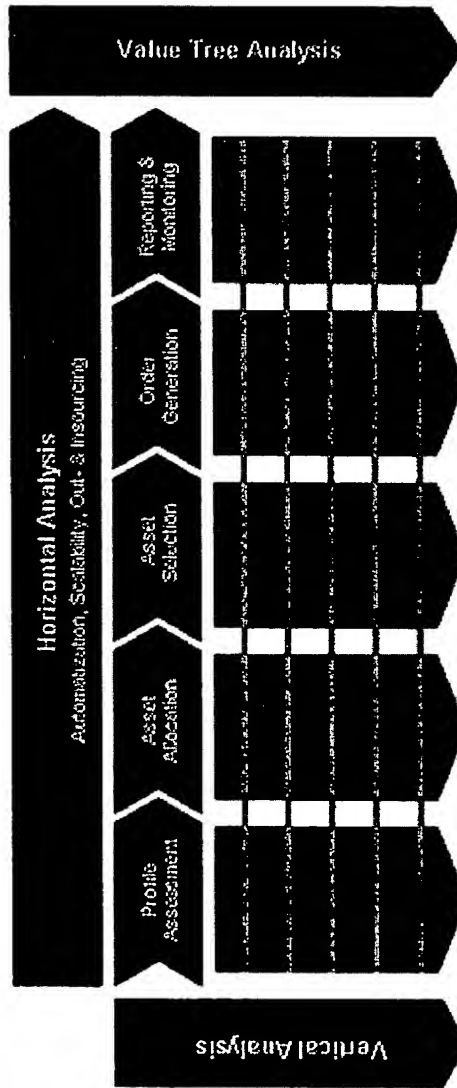 Value Tree Analysis
Horizontal Analysis
Automatization, Scalability, Out- & Insourcing
Profile
Assessment
Asset
Allocation
Asset
Selection
Order
Generation
Reporting &
Monitoring
Vertical Analysis